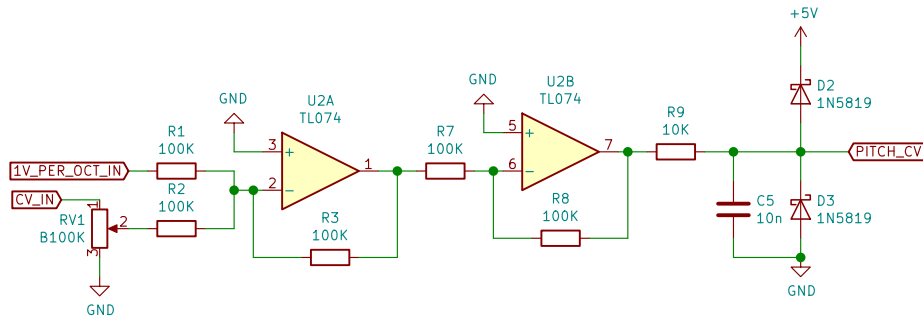 +5V
D2
1N5819
GND
U2A
TL074
GND
U2B
TL074
R1
100K
R7
100K
R9
10K
3
+
1
2
−
5
+
7
6
−
1V_PER_OCT_IN
CV_IN
RV1
B100K
1
2
3
GND
R2
100K
R3
100K
R8
100K
C5
10n
D3
1N5819
GND
PITCH_CV